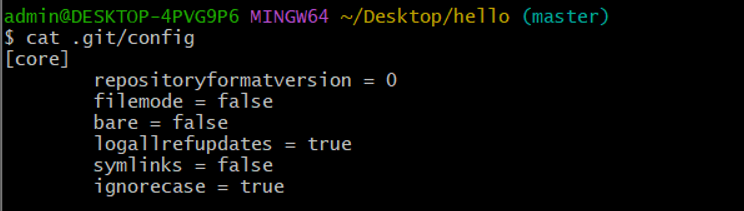 admin@DESKTOP-4PVG9P6 MINGW64 ~/Desktop/hello (master)
$ cat .git/config
[core]
        repositoryformatversion = 0
        filemode = false
        bare = false
        logallrefupdates = true
        symlinks = false
        ignorecase = true